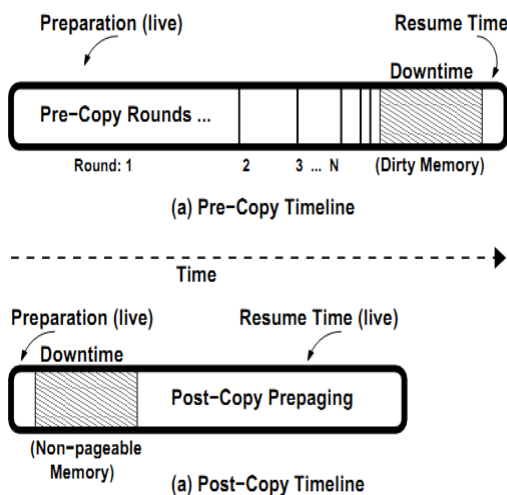 Preparation (live)
Resume Time
Downtime
Pre-Copy Rounds ...
Round: 1 2 3 ... N
(Dirty Memory)
(a) Pre-Copy Timeline
Time
Preparation (live)
Resume Time (live)
Downtime
Post-Copy Prepaging
(Non-pageable
Memory)
(a) Post-Copy Timeline